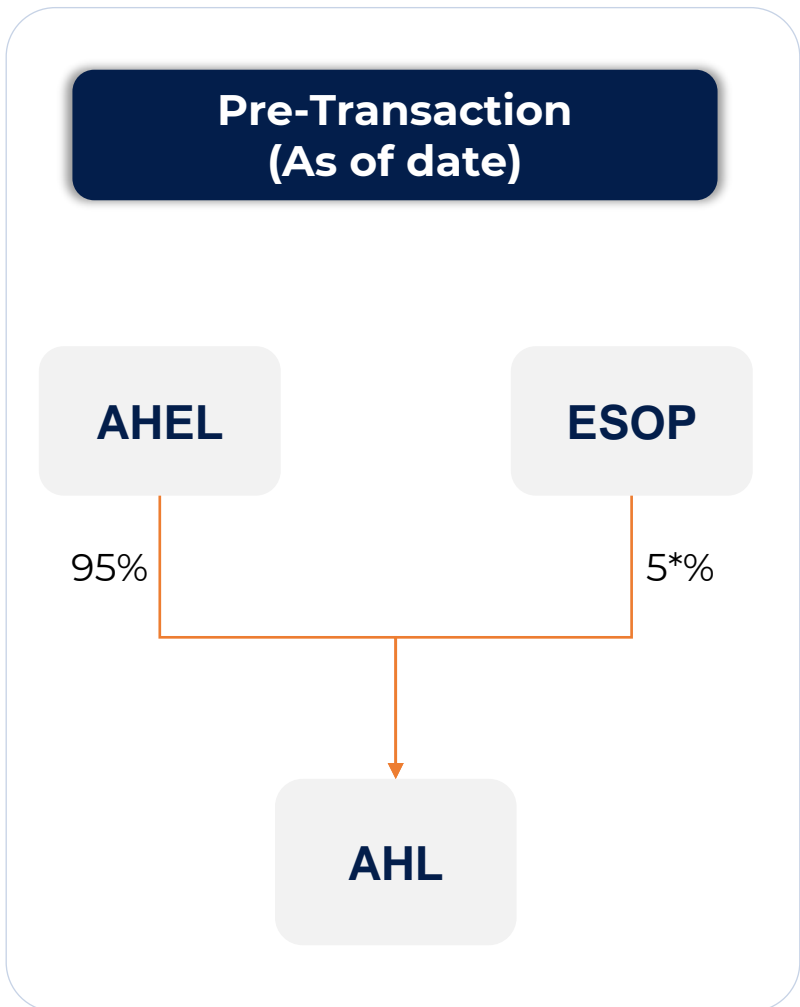 Pre-Transaction
(As of date)
AHEL
ESOP
95%
5*%
AHL